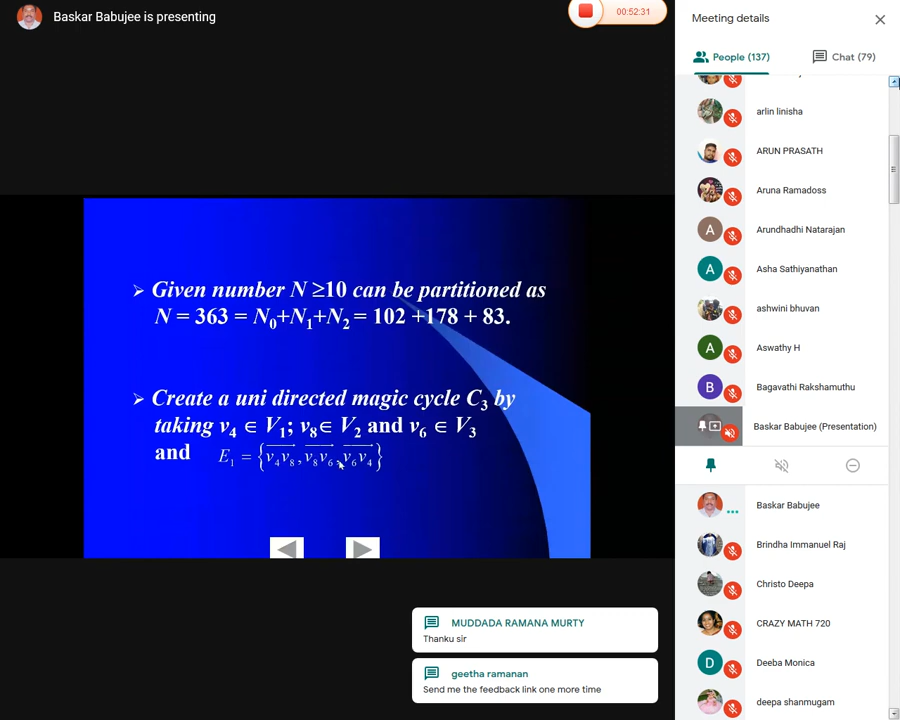 Baskar Babujee is presenting
00:52:31
➢ Given number N ≥10 can be partitioned as
N = 363 = N0+N1+N2 = 102 +178 + 83.
➢ Create a uni directed magic cycle C3 by
taking v4 ∈ V1; v8∈ V2 and v6 ∈ V3
and E1 = {v4v8, v8v6, v6v4}
MUDDADA RAMANA MURTY
Thanku sir
geetha ramanan
Send me the feedback link one more time
Meeting details
People (137)
Chat (79)
arlin linisha
ARUN PRASATH
Aruna Ramadoss
A
Arundhadhi Natarajan
A
Asha Sathiyanathan
ashwini bhuvan
A
Aswathy H
B
Bagavathi Rakshamuthu
Baskar Babujee (Presentation)
Baskar Babujee
Brindha Immanuel Raj
Christo Deepa
CRAZY MATH 720
D
Deeba Monica
deepa shanmugam